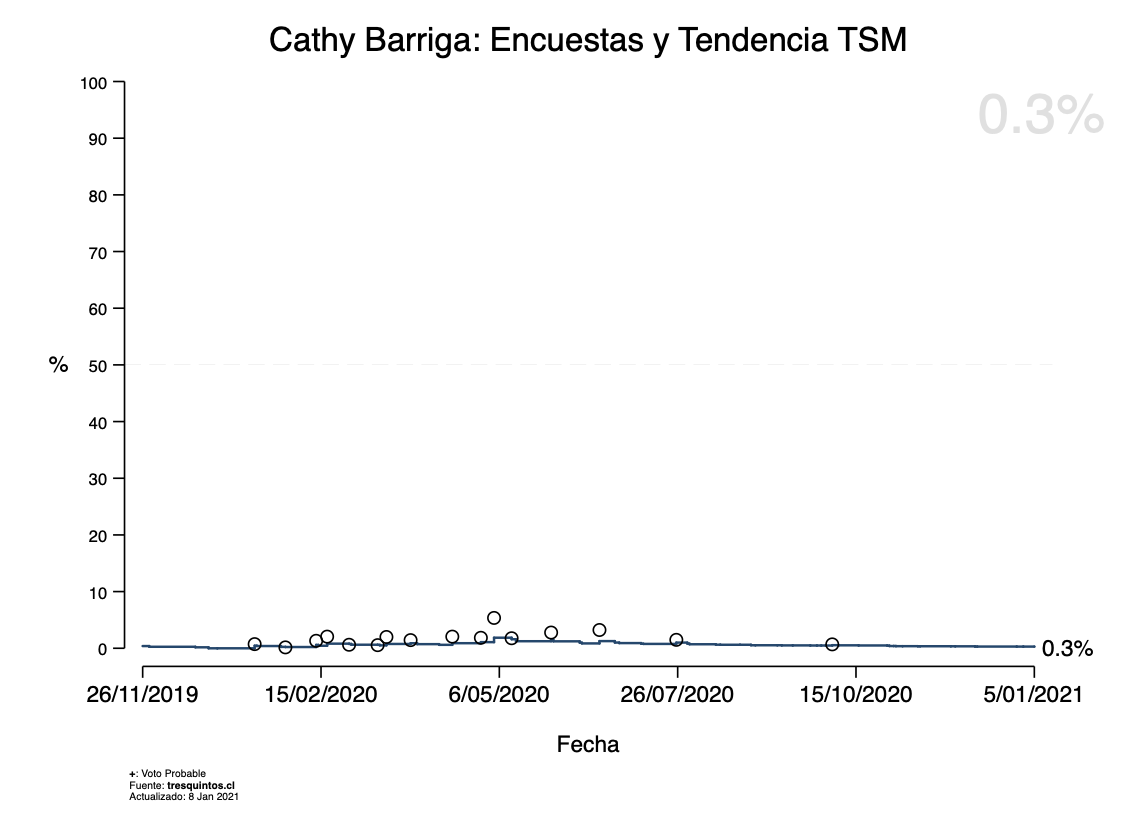 Cathy Barriga: Encuestas y Tendencia TSM
0.3%
100
90
80
70
60
% 50
40
30
20
10
0
0.3%
26/11/2019 15/02/2020 6/05/2020 26/07/2020 15/10/2020 5/01/2021
Fecha
+: Voto Probable
Fuente: tresquintos.cl
Actualizado: 8 Jan 2021